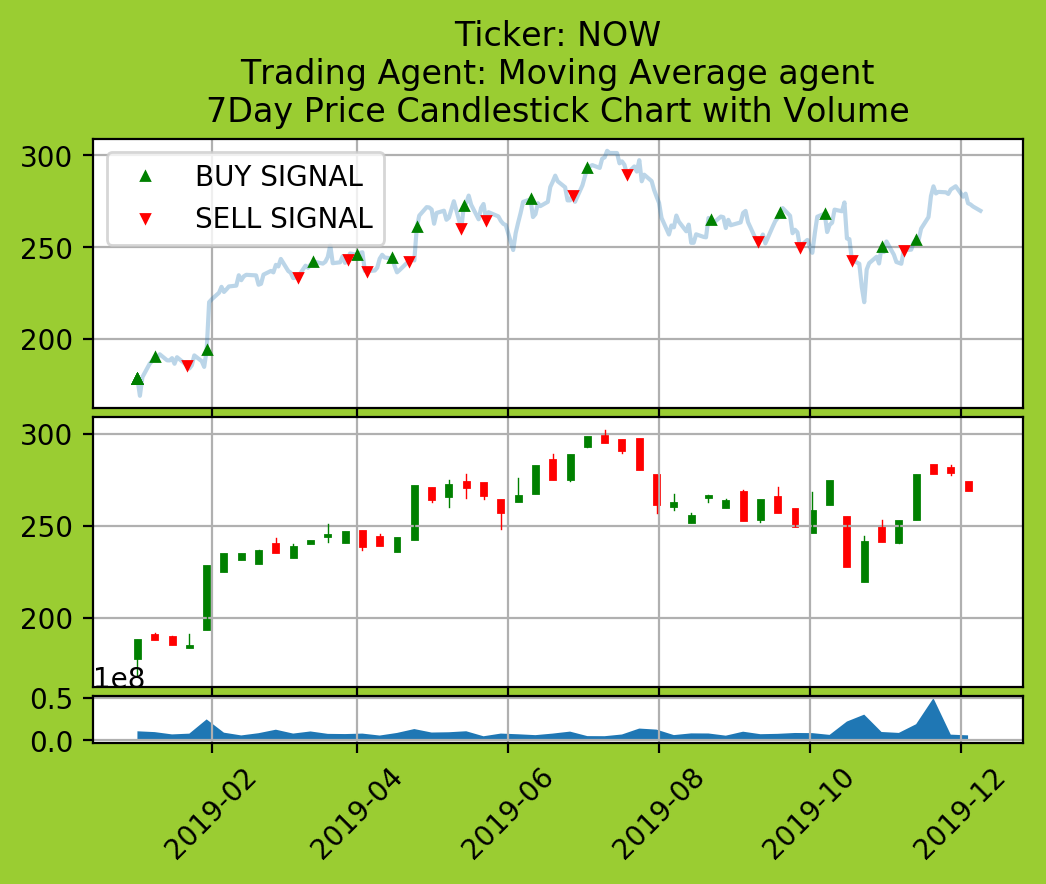 Ticker: NOW
Trading Agent: Moving Average agent
7Day Price Candlestick Chart with Volume
300
250
200
BUY SIGNAL
SELL SIGNAL
300
250
200
1e8
0.5
0.0
2019-02
2019-04
2019-06
2019-08
2019-10
2019-12